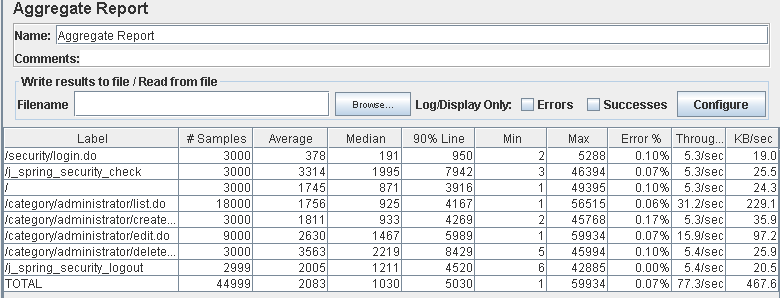 Aggregate Report
Name: Aggregate Report
Comments:
Write results to file / Read from file
Filename Browse... Log/Display Only: Errors Successes Configure
Label # Samples Average Median 90% Line Min Max Error % Throug... KB/sec
/security/login.do 3000 378 191 950 2 5288 0.10% 5.3/sec 19.0
/j_spring_security_check 3000 3314 1995 7942 3 46394 0.07% 5.3/sec 25.5
/ 3000 1745 871 3916 1 49395 0.10% 5.3/sec 24.3
/category/administrator/list.do 18000 1756 925 4167 1 56515 0.06% 31.2/sec 229.1
/category/administrator/create... 3000 1811 933 4269 2 45768 0.17% 5.3/sec 35.9
/category/administrator/edit.do 9000 2630 1467 5989 1 59934 0.07% 15.9/sec 97.2
/category/administrator/delete... 3000 3563 2219 8429 5 45994 0.10% 5.4/sec 25.9
/j_spring_security_logout 2999 2005 1211 4520 6 42885 0.00% 5.4/sec 20.5
TOTAL 44999 2083 1030 5030 1 59934 0.07% 77.3/sec 467.6